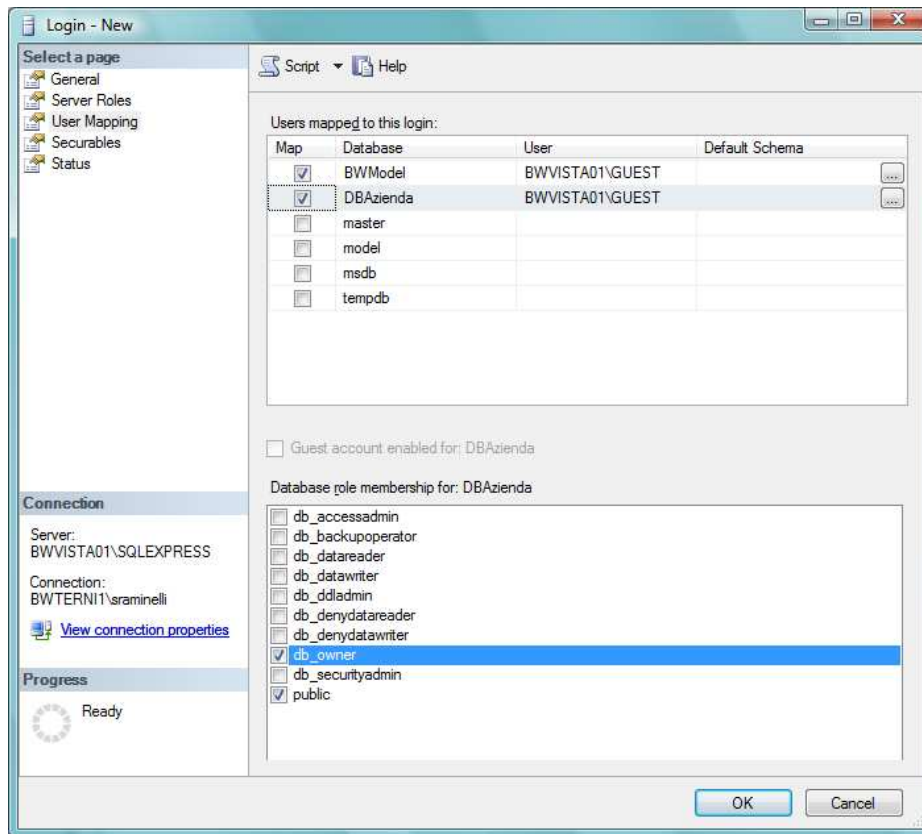 Login - New
Select a page
General
Server Roles
User Mapping
Securables
Status
Script Help
Users mapped to this login:
Map Database User Default Schema
BWModel BWVISTA01\GUEST ...
DBAzienda BWVISTA01\GUEST ...
master
model
msdb
tempdb
Guest account enabled for: DBAzienda
Database role membership for: DBAzienda
db_accessadmin
db_backupoperator
db_datareader
db_datawriter
db_ddladmin
db_denydatareader
db_denydatawriter
db_owner
db_securityadmin
public
Connection
Server:
BWVISTA01\SQLEXPRESS
Connection:
BWTERNI1\sraminelli
View connection properties
Progress
Ready
OK Cancel